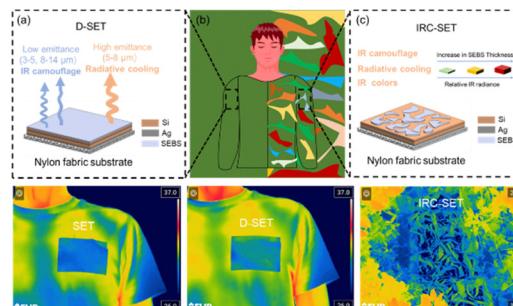 (a)
D-SET
Low emittance
(3-5, 8-14 μm)
IR camouflage
High emittance
(5-8 μm)
Radiative cooling
Si
Ag
SEBS
Nylon fabric substrate
(b)
(c)
IRC-SET
IR camouflage
Radiative cooling
IR colors
Increase in SEBS Thickness
Relative IR radiance
Si
Ag
SEBS
Nylon fabric substrate
SET
37.0
D-SET
37.0
IRC-SET